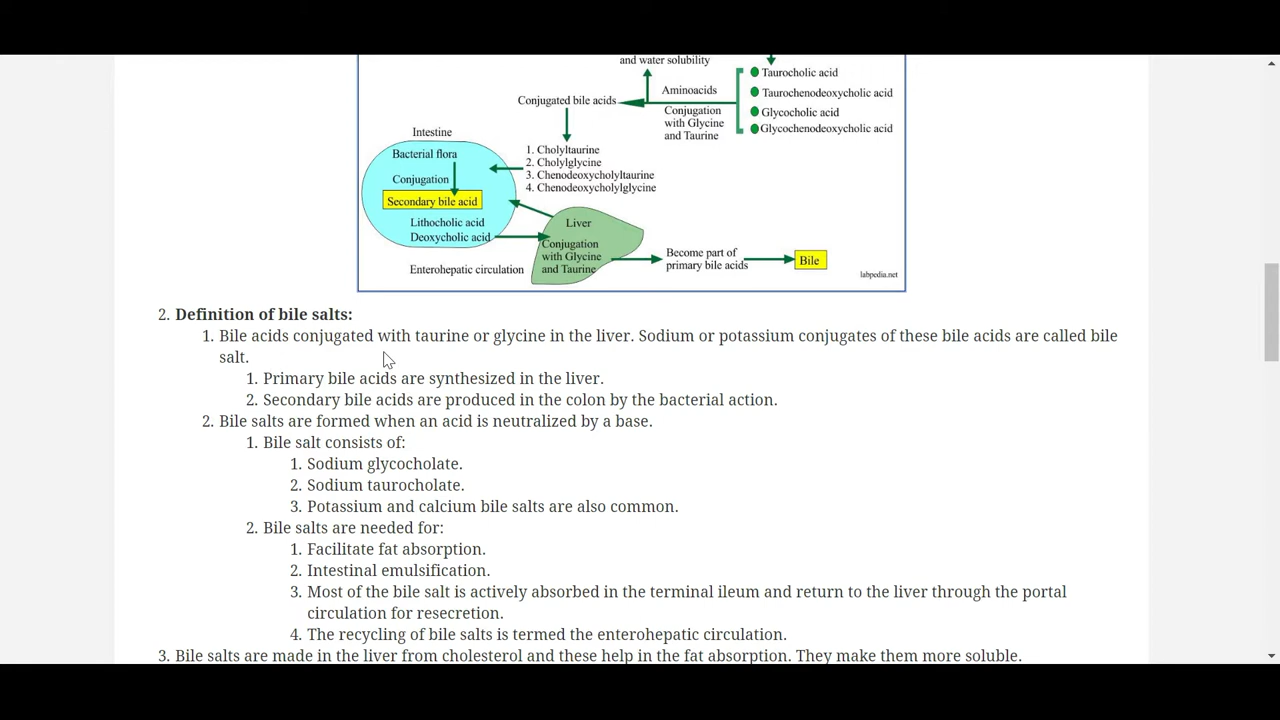 and water solubility
Taurocholic acid
Aminoacids
Taurochenodeoxycholic acid
Conjugated bile acids
Conjugation
with Glycine
and Taurine
Glycocholic acid
Glycochenodeoxycholic acid
Intestine
Bacterial flora
1. Cholyltaurine
2. Cholylglycine
3. Chenodeoxycholyltaurine
4. Chenodeoxycholylglycine
Conjugation
Secondary bile acid
Lithocholic acid
Deoxycholic acid
Liver
Conjugation
with Glycine
and Taurine
Become part of
primary bile acids
Bile
Enterohepatic circulation
labpedia.net
2. Definition of bile salts:
1. Bile acids conjugated with taurine or glycine in the liver. Sodium or potassium conjugates of these bile acids are called bile
salt.
1. Primary bile acids are synthesized in the liver.
2. Secondary bile acids are produced in the colon by the bacterial action.
2. Bile salts are formed when an acid is neutralized by a base.
1. Bile salt consists of:
1. Sodium glycocholate.
2. Sodium taurocholate.
3. Potassium and calcium bile salts are also common.
2. Bile salts are needed for:
1. Facilitate fat absorption.
2. Intestinal emulsification.
3. Most of the bile salt is actively absorbed in the terminal ileum and return to the liver through the portal
circulation for resecretion.
4. The recycling of bile salts is termed the enterohepatic circulation.
3. Bile salts are made in the liver from cholesterol and these help in the fat absorption. They make them more soluble.